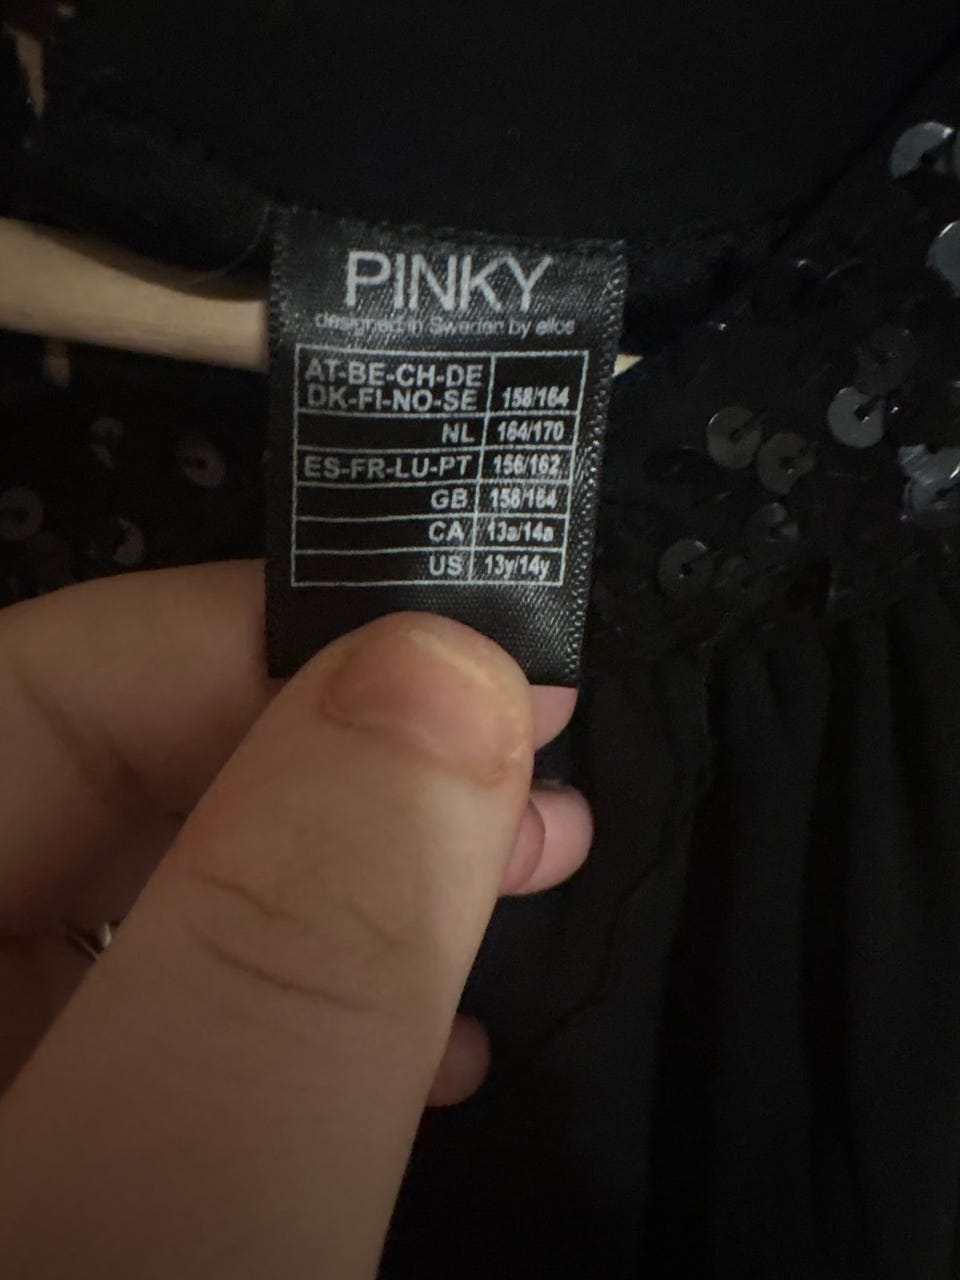 PINKY
designed in Sweden by ellos
AT-BE-CH-DE
DK-FI-NO-SE 158/164
NL 164/170
ES-FR-LU-PT 156/162
GB 158/164
CA 13a/14a
US 13y/14y